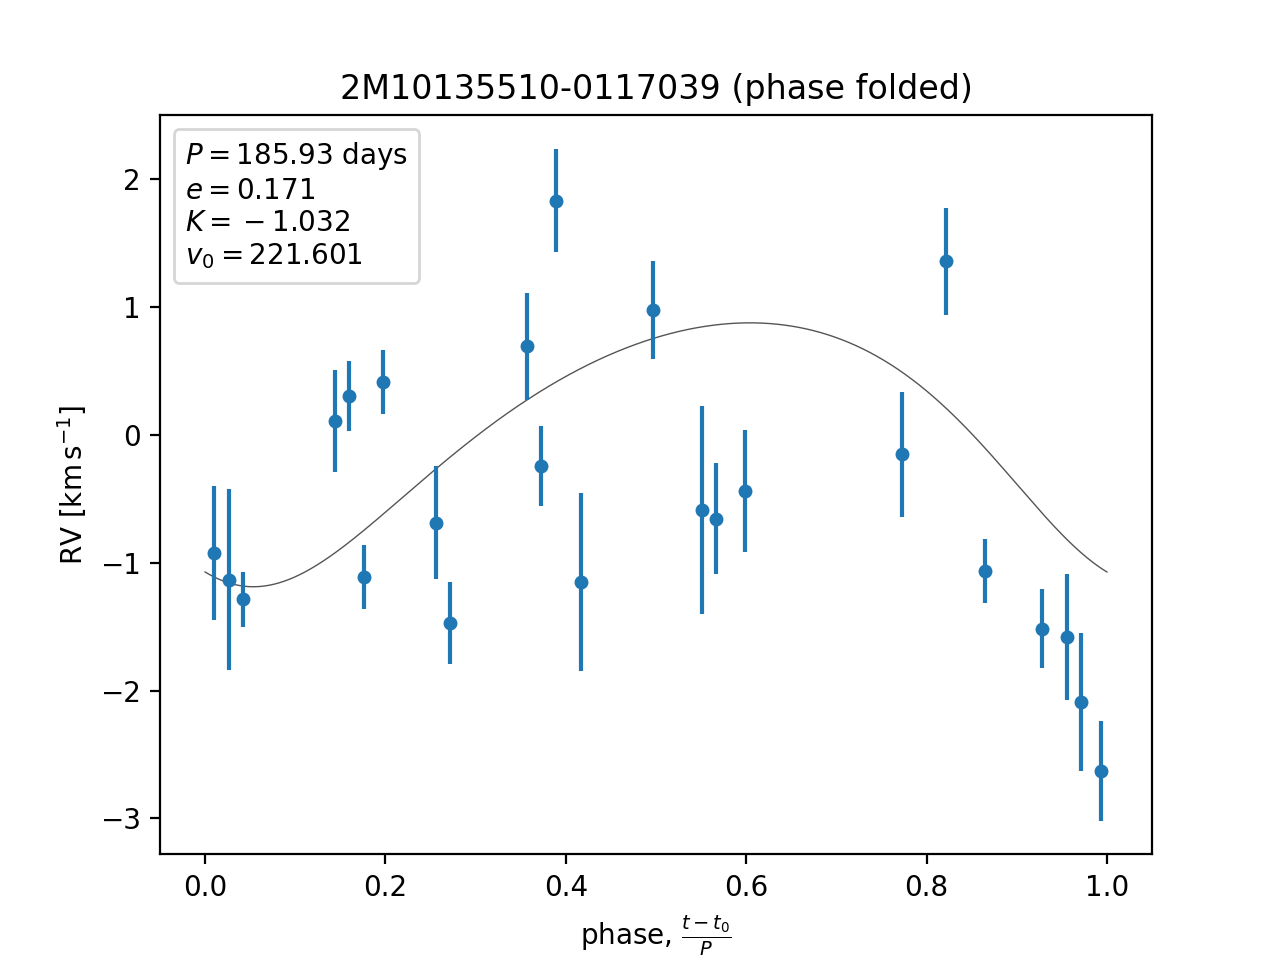 2M10135510-0117039 (phase folded)
P = 185.93 days
e = 0.171
K = −1.032
v₀ = 221.601
2
1
0
−1
−2
−3
RV [km s⁻¹]
0.0 0.2 0.4 0.6 0.8 1.0
phase, (t − t₀)/P